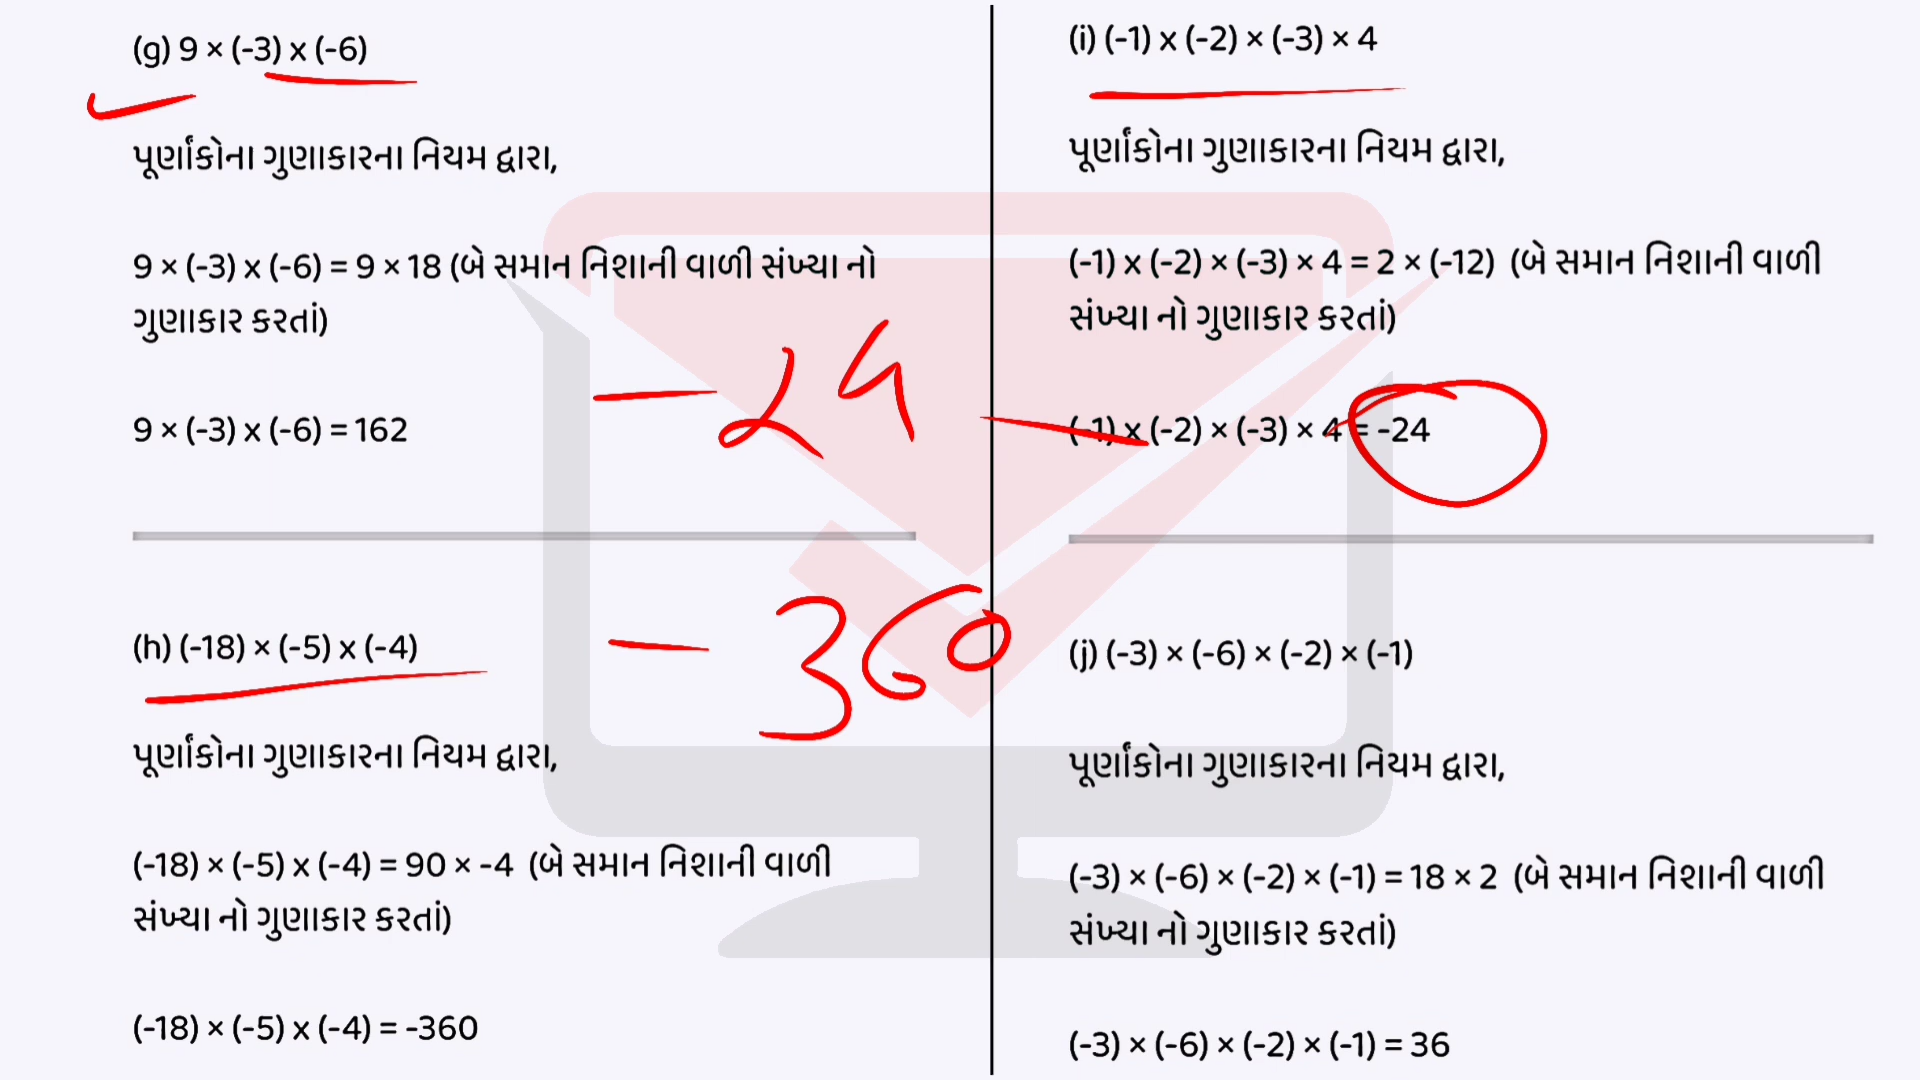 (g) 9 × (-3) x (-6)
પૂર્ણાંકોના ગુણાકારના નિયમ દ્વારા,
9 × (-3) x (-6) = 9 × 18 (બે સમાન નિશાની વાળી સંખ્યા નો
ગુણાકાર કરતાં)
9 × (-3) x (-6) = 162
- 24
(h) (-18) × (-5) x (-4)
- 360
પૂર્ણાંકોના ગુણાકારના નિયમ દ્વારા,
(-18) × (-5) x (-4) = 90 × -4 (બે સમાન નિશાની વાળી
સંખ્યા નો ગુણાકાર કરતાં)
(-18) × (-5) x (-4) = -360
(i) (-1) x (-2) × (-3) × 4
પૂર્ણાંકોના ગુણાકારના નિયમ દ્વારા,
(-1) x (-2) × (-3) × 4 = 2 × (-12) (બે સમાન નિશાની વાળી
સંખ્યા નો ગુણાકાર કરતાં)
(-1) x (-2) × (-3) × 4 = -24
(j) (-3) × (-6) × (-2) × (-1)
પૂર્ણાંકોના ગુણાકારના નિયમ દ્વારા,
(-3) × (-6) × (-2) × (-1) = 18 × 2 (બે સમાન નિશાની વાળી
સંખ્યા નો ગુણાકાર કરતાં)
(-3) × (-6) × (-2) × (-1) = 36